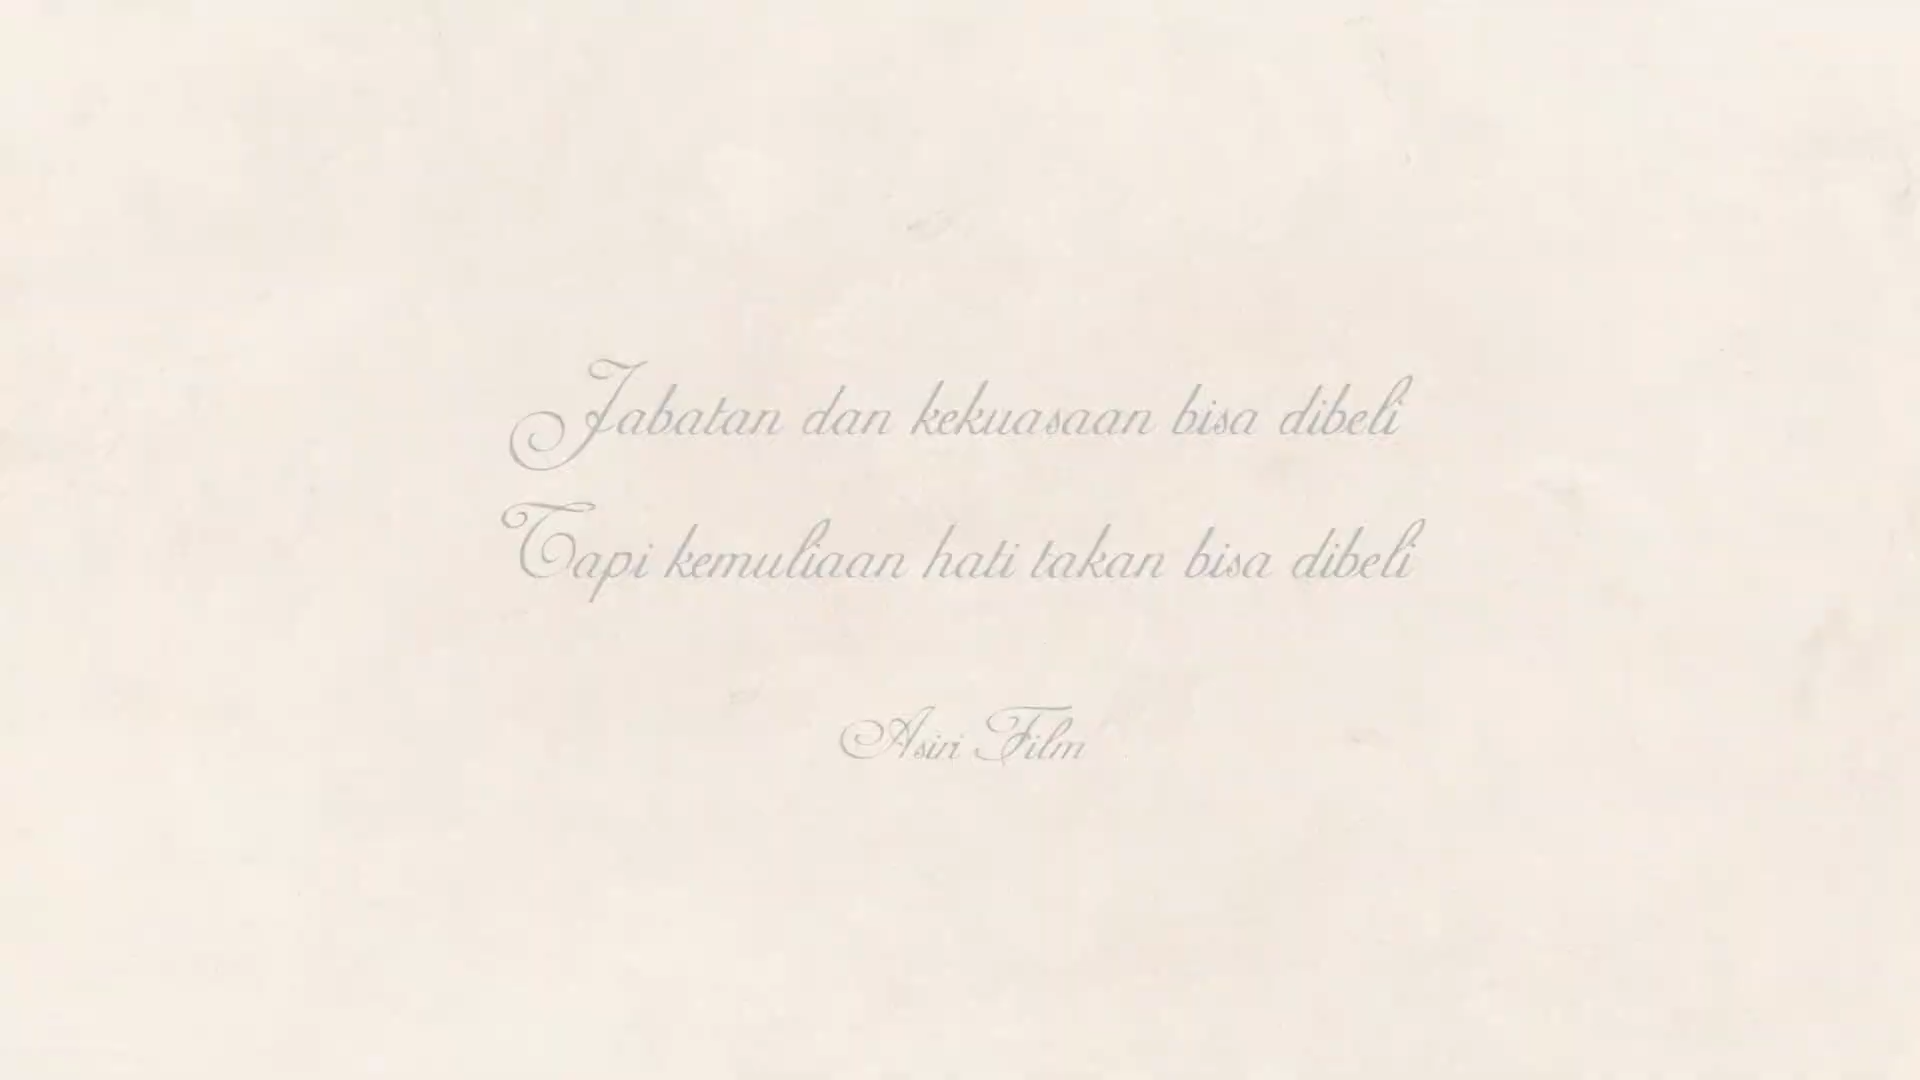 Jabatan dan kekuasaan bisa dibeli
Tapi kemuliaan hati takan bisa dibeli
Asiri Film